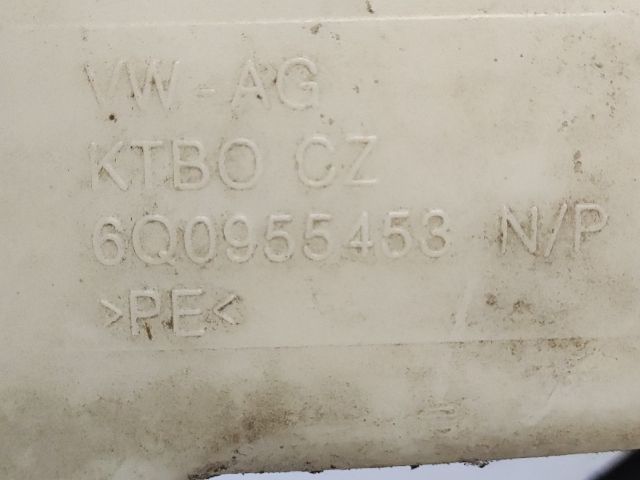 VW-AG
KTBO CZ
6Q0955453 N/P
>PE<